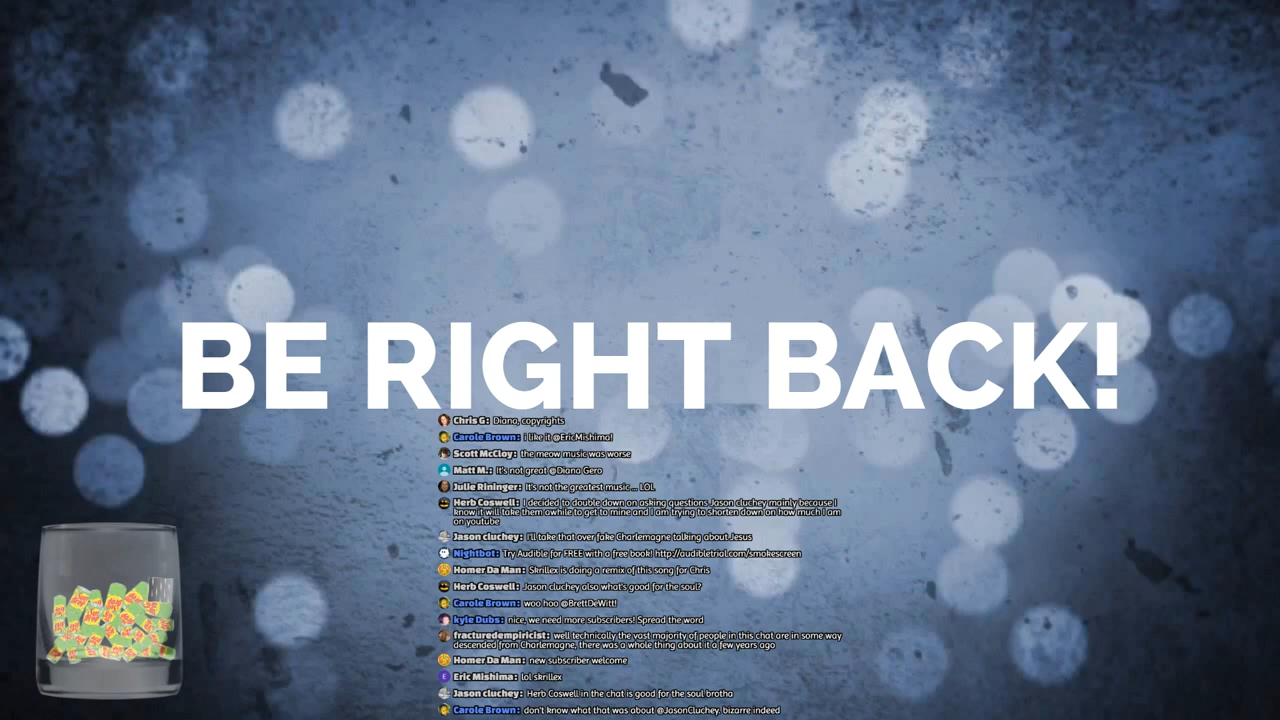 BE RIGHT BACK!
Chris G: Diana, copyrights
Carole Brown: i like it @EricMishima!
Scott McCloy: the meow music was worse
Matt M.: It's not great @Diana Gero
Julie Rininger: It's not the greatest music ... LOL
Herb Coswell: I decided to double down on asking questions Jason cluchey mainly because I
know it will take them awhile to get to mine and I am trying to shorten down on how much I am
on youtube
Jason cluchey: I'll take that over fake Charlemagne talking about Jesus
Nightbot: Try Audible for FREE with a free book! http://audibletrial.com/smokescreen
Homer Da Man: Skrillex is doing a remix of this song for Chris
Herb Coswell: Jason cluchey also what's good for the soul?
Carole Brown: woo hoo @BrettDeWitt!
kyle Dubs: nice, we need more subscribers! Spread the word
fracturedempiricist: well technically the vast majority of people in this chat are in some way
descended from Charlemagne, there was a whole thing about it a few years ago
Homer Da Man: new subscriber welcome
E Eric Mishima: lol skrillex
Jason cluchey: Herb Coswell in the chat is good for the soul brotha
Carole Brown: don't know what that was about @JasonCluchey. bizarre indeed